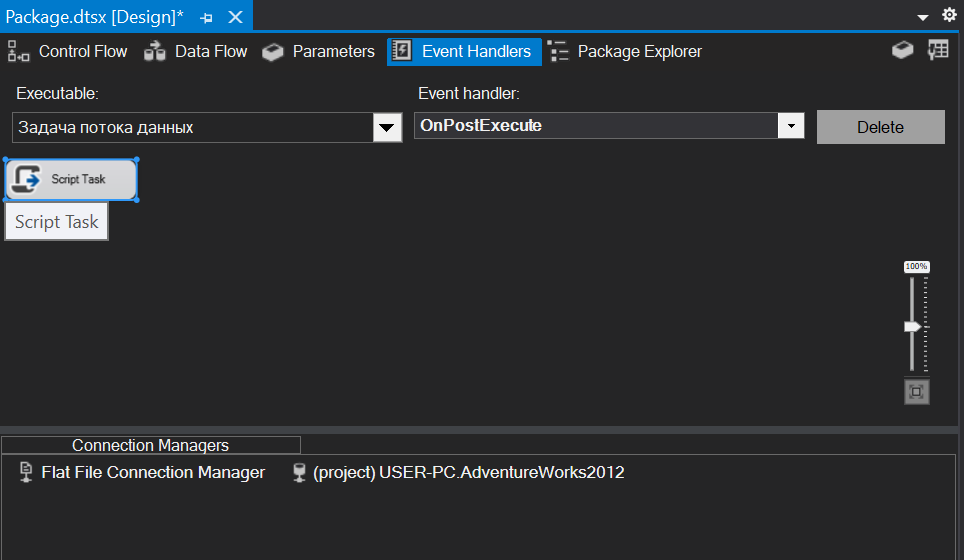 Package.dtsx [Design]*
Control Flow Data Flow Parameters Event Handlers Package Explorer
Executable: Event handler:
Задача потока данных OnPostExecute Delete
Script Task
Script Task
100%
Connection Managers
Flat File Connection Manager (project) USER-PC.AdventureWorks2012